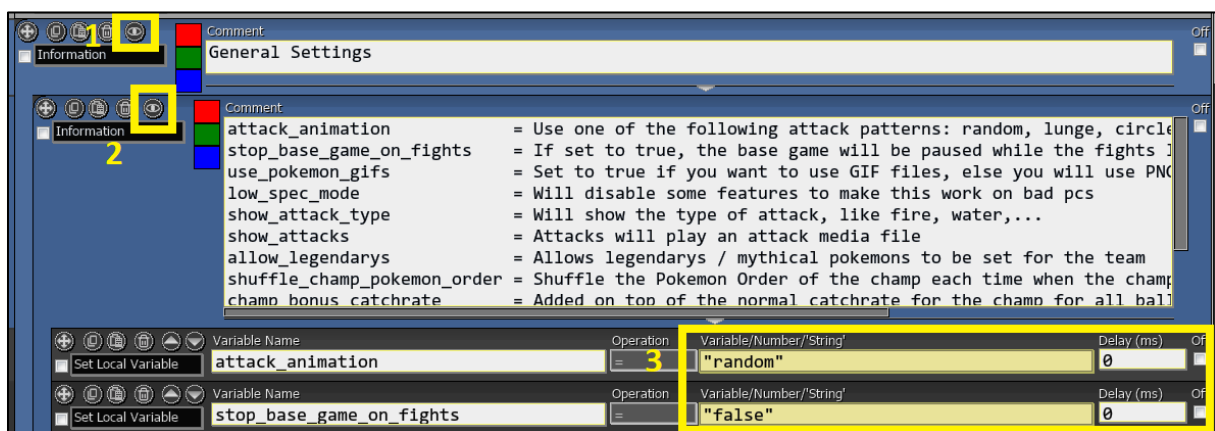 1
Comment
Off
Information
General Settings
Comment
Off
Information
2
attack_animation = Use one of the following attack patterns: random, lunge, circle
stop_base_game_on_fights = If set to true, the base game will be paused while the fights
use_pokemon_gifs = Set to true if you want to use GIF files, else you will use PNG
low_spec_mode = Will disable some features to make this work on bad pcs
show_attack_type = Will show the type of attack, like fire, water,...
show_attacks = Attacks will play an attack media file
allow_legendarys = Allows legendarys / mythical pokemons to be set for the team
shuffle_champ_pokemon_order = Shuffle the Pokemon Order of the champ each time when the champ
champ_bonus_catchrate = Added on top of the normal catchrate for the champ for all ball
Variable Name Operation Variable/Number/'String' Delay (ms) Of
Set Local Variable attack_animation = 3 "random" 0
Variable Name Operation Variable/Number/'String' Delay (ms) Of
Set Local Variable stop_base_game_on_fights = "false" 0